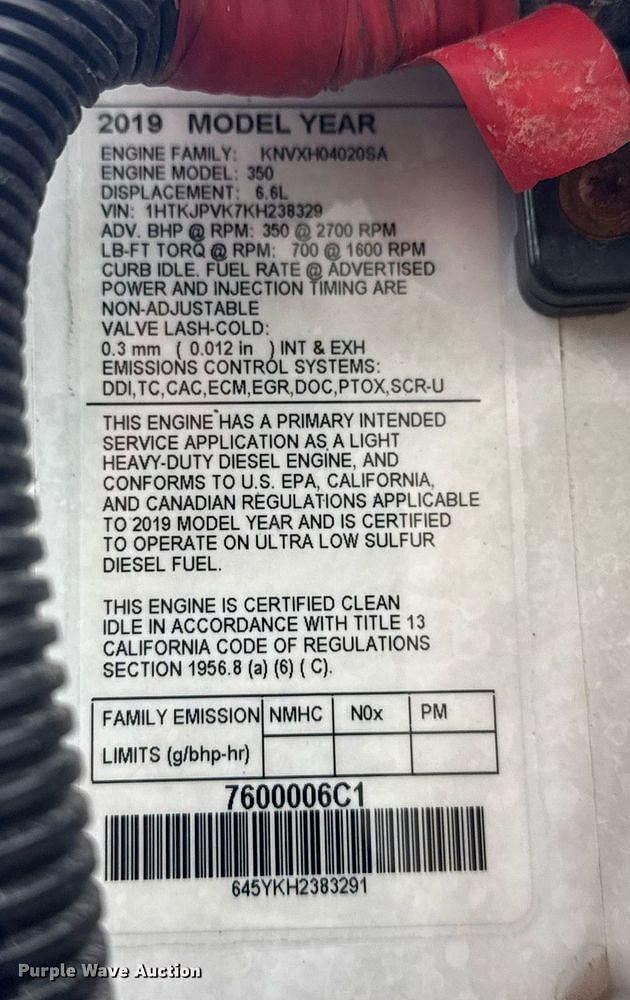 2019 MODEL YEAR
ENGINE FAMILY: KNVXH04020SA
ENGINE MODEL: 350
DISPLACEMENT: 6.6L
VIN: 1HTKJPVK7KH238329
ADV. BHP @ RPM: 350 @ 2700 RPM
LB-FT TORQ @ RPM: 700 @ 1600 RPM
CURB IDLE. FUEL RATE @ ADVERTISED
POWER AND INJECTION TIMING ARE
NON-ADJUSTABLE
VALVE LASH-COLD:
0.3 mm ( 0.012 in ) INT & EXH
EMISSIONS CONTROL SYSTEMS:
DDI,TC,CAC,ECM,EGR,DOC,PTOX,SCR-U
THIS ENGINE HAS A PRIMARY INTENDED
SERVICE APPLICATION AS A LIGHT
HEAVY-DUTY DIESEL ENGINE, AND
CONFORMS TO U.S. EPA, CALIFORNIA,
AND CANADIAN REGULATIONS APPLICABLE
TO 2019 MODEL YEAR AND IS CERTIFIED
TO OPERATE ON ULTRA LOW SULFUR
DIESEL FUEL.
THIS ENGINE IS CERTIFIED CLEAN
IDLE IN ACCORDANCE WITH TITLE 13
CALIFORNIA CODE OF REGULATIONS
SECTION 1956.8 (a) (6) ( C).
FAMILY EMISSION NMHC N0x PM
LIMITS (g/bhp-hr)
7600006C1
645YKH2383291
Purple Wave Auction